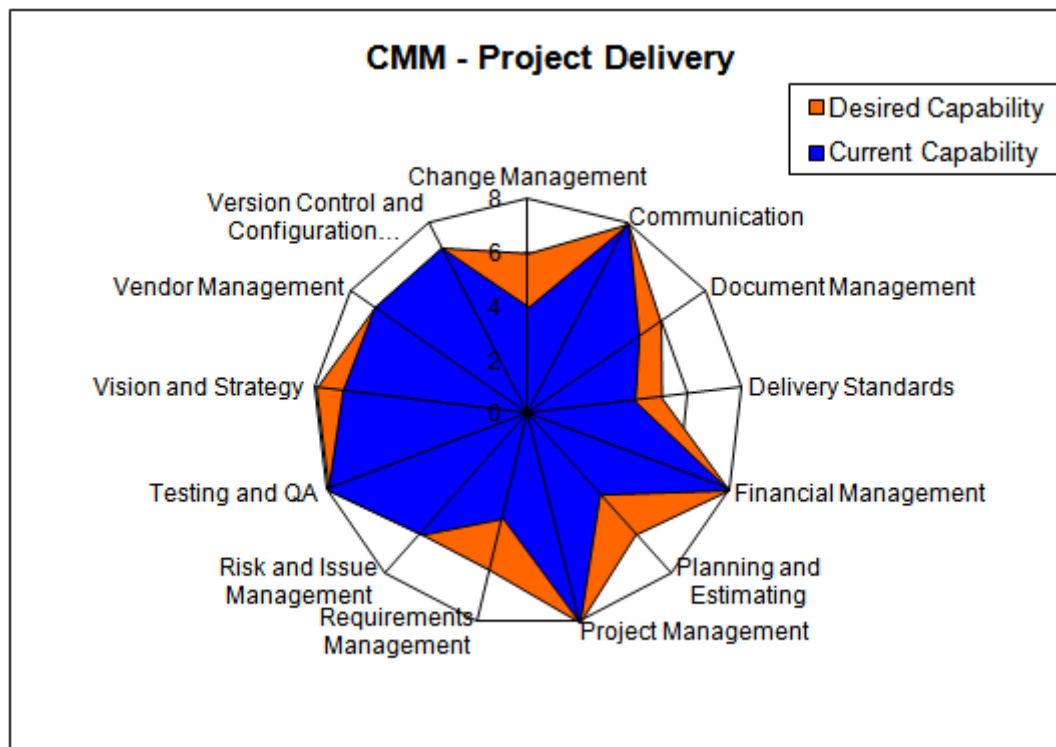 CMM - Project Delivery
Desired Capability
Current Capability
Change Management
8
6
4
2
0
Communication
Document Management
Delivery Standards
Financial Management
Planning and
Estimating
Project Management
Requirements
Management
Risk and Issue
Management
Testing and QA
Vision and Strategy
Vendor Management
Version Control and
Configuration…